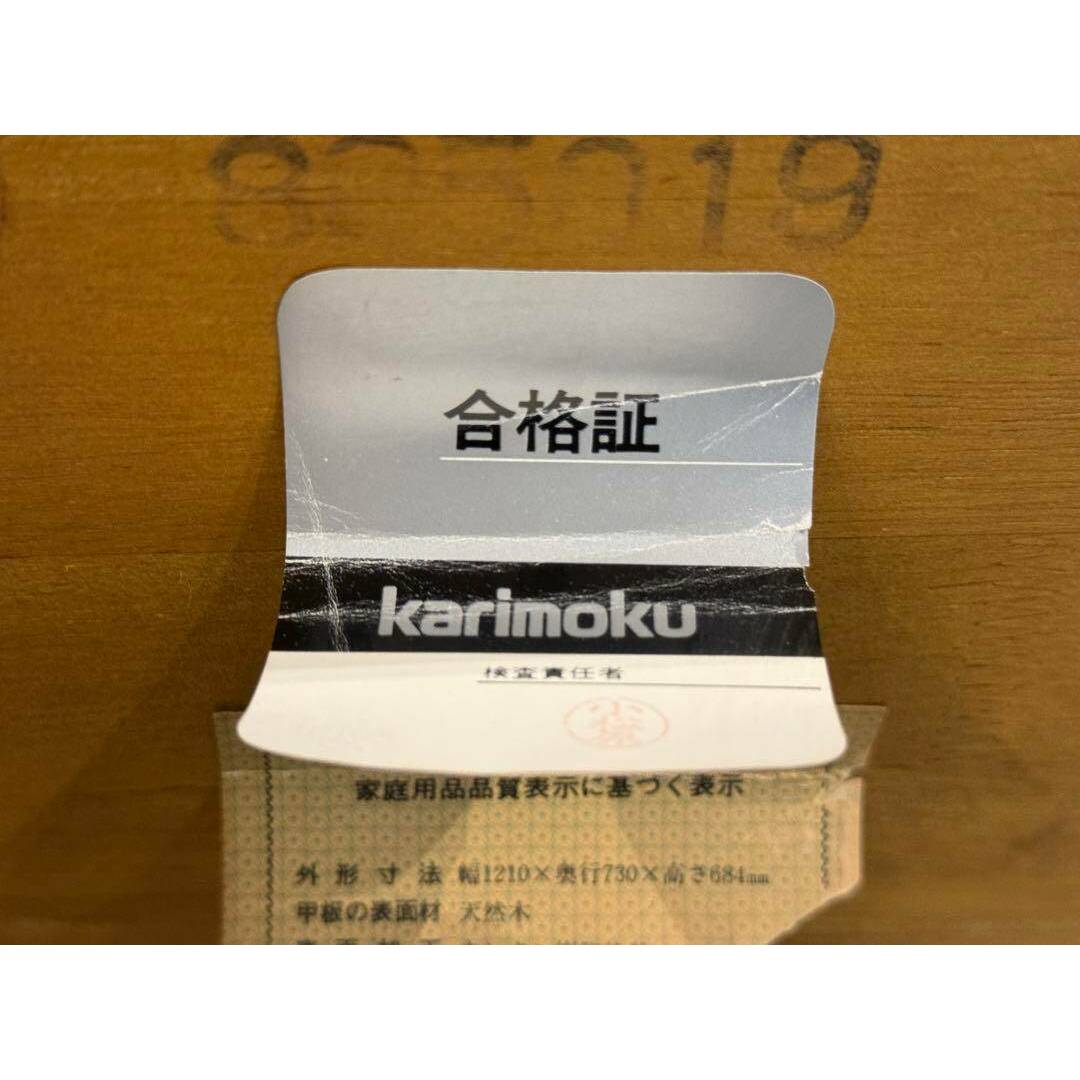 合格証
karimoku
検査責任者
家庭用品品質表示に基づく表示
外形寸法 幅1210×奥行730×高さ684mm
甲板の表面材 天然木